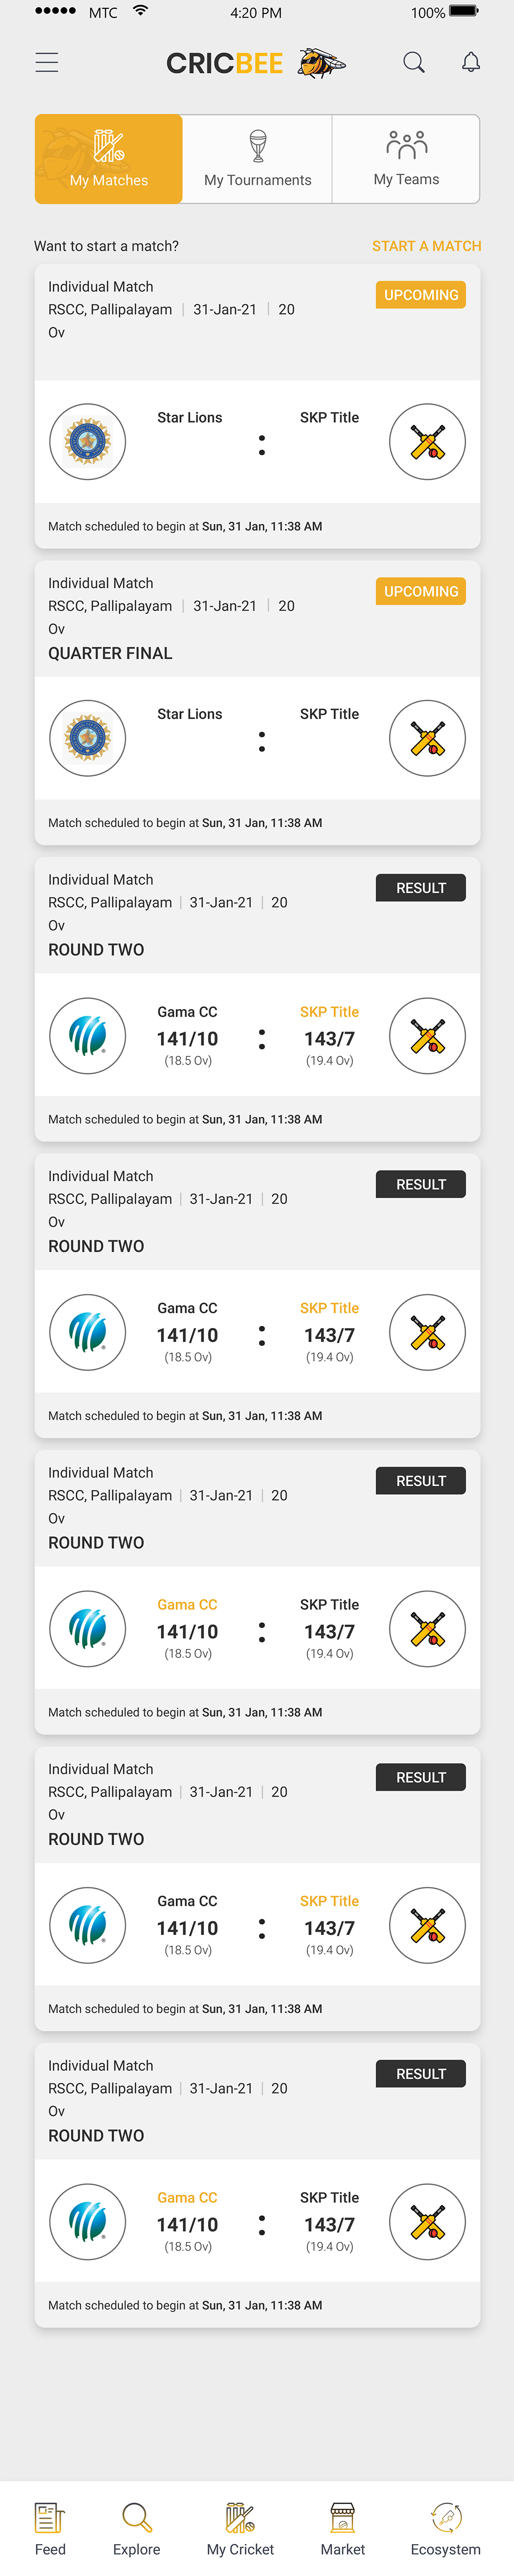 MTC 4:20 PM 100%
CRICBEE
My Matches My Tournaments My Teams
Want to start a match? START A MATCH
Individual Match UPCOMING
RSCC, Pallipalayam | 31-Jan-21 | 20
Ov
Star Lions : SKP Title
Match scheduled to begin at Sun, 31 Jan, 11:38 AM
Individual Match UPCOMING
RSCC, Pallipalayam | 31-Jan-21 | 20
Ov
QUARTER FINAL
Star Lions : SKP Title
Match scheduled to begin at Sun, 31 Jan, 11:38 AM
Individual Match RESULT
RSCC, Pallipalayam | 31-Jan-21 | 20
Ov
ROUND TWO
Gama CC SKP Title
141/10 : 143/7
(18.5 Ov) (19.4 Ov)
Match scheduled to begin at Sun, 31 Jan, 11:38 AM
Individual Match RESULT
RSCC, Pallipalayam | 31-Jan-21 | 20
Ov
ROUND TWO
Gama CC SKP Title
141/10 : 143/7
(18.5 Ov) (19.4 Ov)
Match scheduled to begin at Sun, 31 Jan, 11:38 AM
Individual Match RESULT
RSCC, Pallipalayam | 31-Jan-21 | 20
Ov
ROUND TWO
Gama CC SKP Title
141/10 : 143/7
(18.5 Ov) (19.4 Ov)
Match scheduled to begin at Sun, 31 Jan, 11:38 AM
Individual Match RESULT
RSCC, Pallipalayam | 31-Jan-21 | 20
Ov
ROUND TWO
Gama CC SKP Title
141/10 : 143/7
(18.5 Ov) (19.4 Ov)
Match scheduled to begin at Sun, 31 Jan, 11:38 AM
Individual Match RESULT
RSCC, Pallipalayam | 31-Jan-21 | 20
Ov
ROUND TWO
Gama CC SKP Title
141/10 : 143/7
(18.5 Ov) (19.4 Ov)
Match scheduled to begin at Sun, 31 Jan, 11:38 AM
Feed Explore My Cricket Market Ecosystem